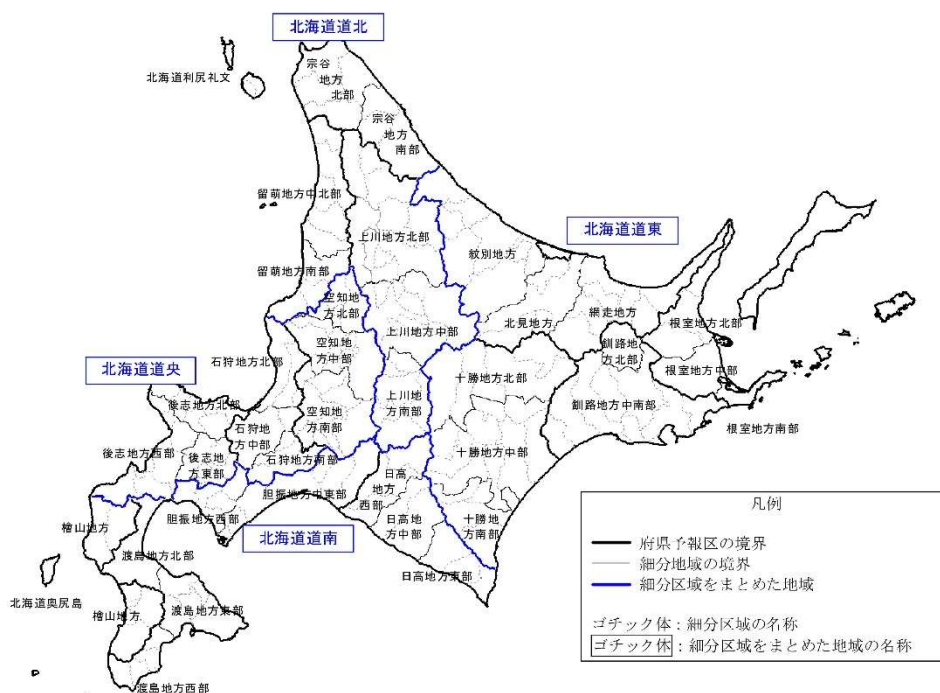 北海道道北
北海道利尻礼文
宗谷
地方
北部
宗谷
地方
南部
留萌地方中北部
上川地方北部
北海道道東
紋別地方
留萌地方南部
空知地
方北部
上川地方中部
北見地方
網走地方
釧路地
方北部
根室地方北部
根室地方中部
石狩地方北部
空知地
方中部
北海道道央
後志地方北部
石狩地
方中部
空知地
方南部
上川地
方南部
十勝地方北部
釧路地方中南部
根室地方南部
後志地方西部
後志地
方東部
石狩地方南部
十勝地方中部
胆振地方中東部
日高
地方
西部
胆振地方西部
北海道道南
日高地
方中部
十勝地
方南部
日高地方東部
檜山地方
渡島地方北部
北海道奥尻島
檜山地方
渡島地方東部
渡島地方西部
凡例
府県予報区の境界
細分地域の境界
細分区域をまとめた地域
ゴチック体：細分区域の名称
ゴチック体：細分区域をまとめた地域の名称